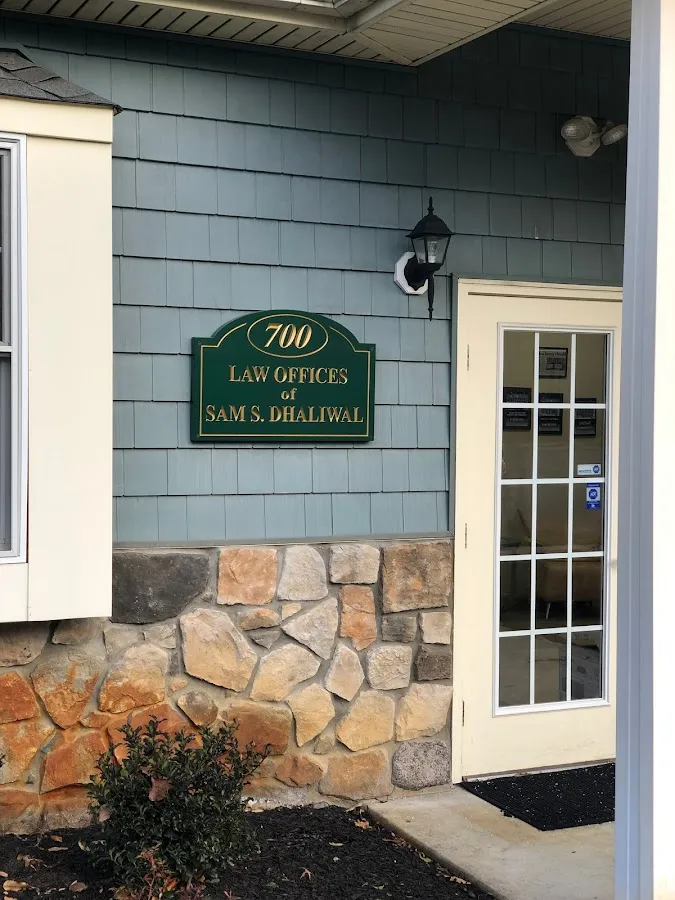 700
LAW OFFICES
of
SAM S. DHALIWAL